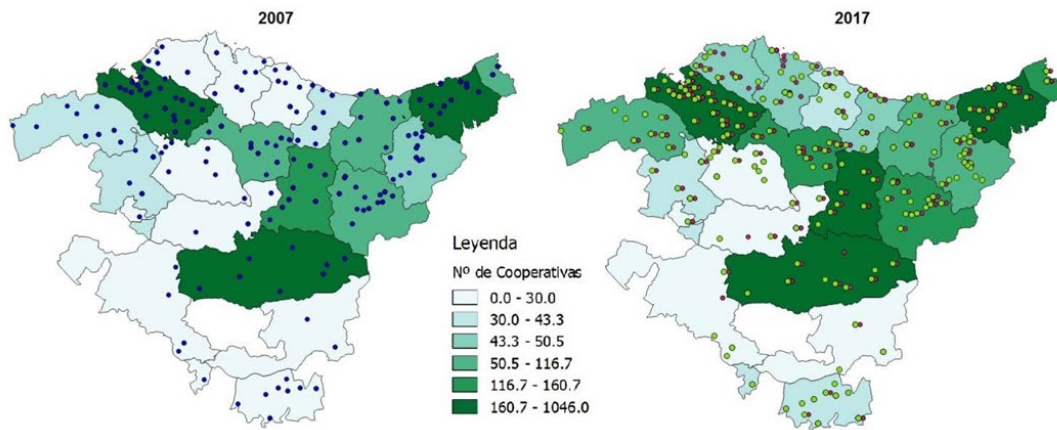 2007
2017
Leyenda
Nº de Cooperativas
0.0 - 30.0
30.0 - 43.3
43.3 - 50.5
50.5 - 116.7
116.7 - 160.7
160.7 - 1046.0